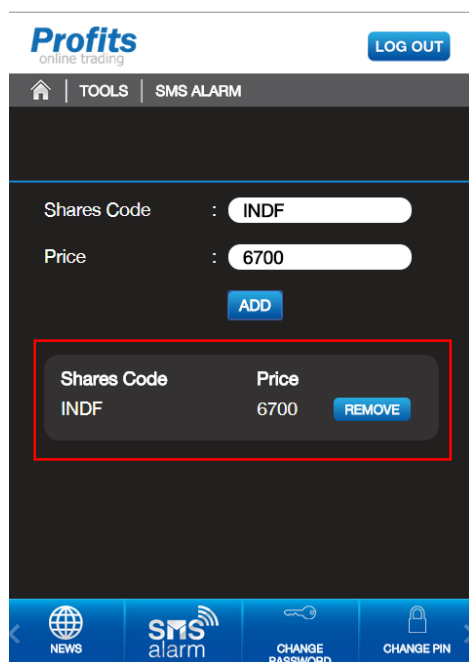 Profits
online trading
LOG OUT
TOOLS | SMS ALARM
Shares Code : INDF
Price : 6700
ADD
Shares Code Price
INDF 6700 REMOVE
NEWS
SMS alarm
CHANGE PASSWORD
CHANGE PIN